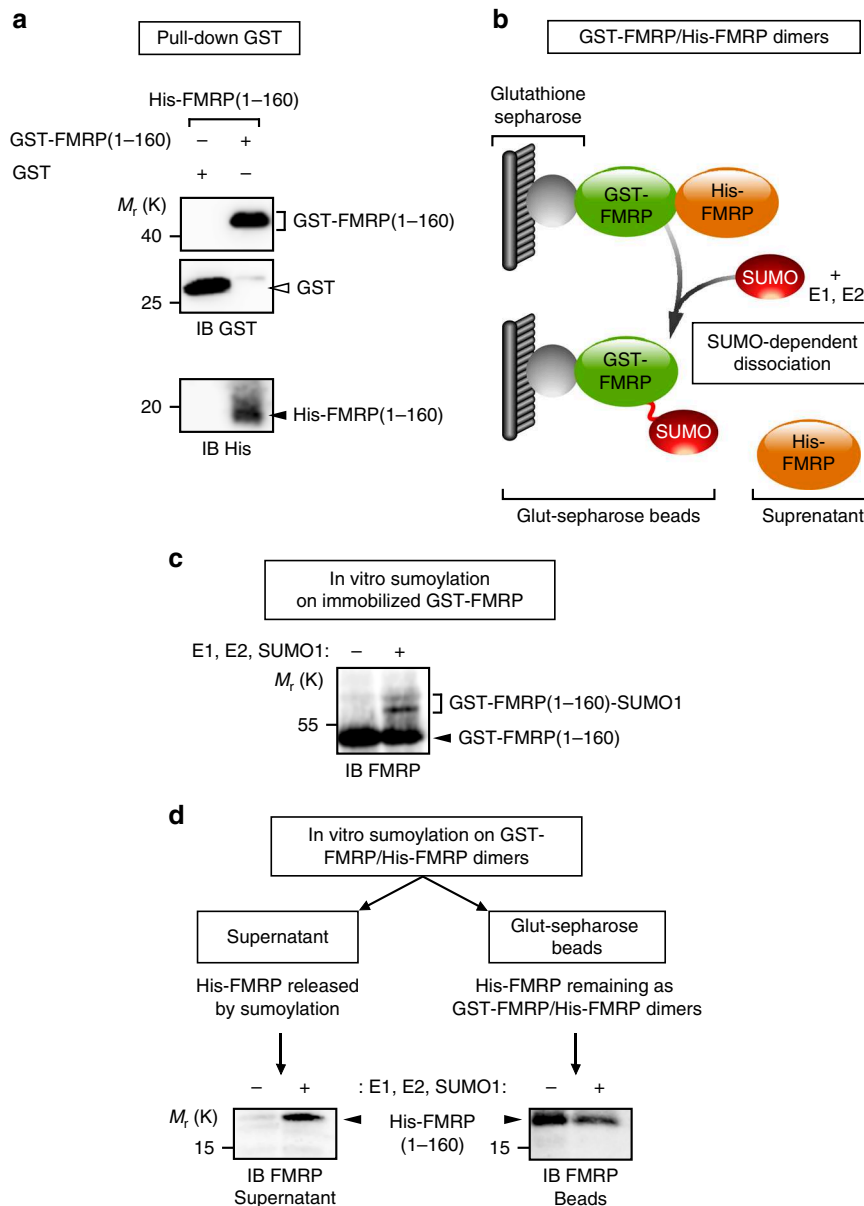 a
Pull-down GST
His-FMRP(1–160)
GST-FMRP(1–160) – +
GST + –
Mr (K)
40
GST-FMRP(1–160)
25
GST
IB GST
20
His-FMRP(1–160)
IB His
b
GST-FMRP/His-FMRP dimers
Glutathione
sepharose
GST-
FMRP
His-
FMRP
SUMO
+
E1, E2
SUMO-dependent
dissociation
GST-
FMRP
SUMO
His-
FMRP
Glut-sepharose beads
Suprenatant
c
In vitro sumoylation
on immobilized GST-FMRP
E1, E2, SUMO1: – +
Mr (K)
GST-FMRP(1–160)-SUMO1
55
GST-FMRP(1–160)
IB FMRP
d
In vitro sumoylation on GST-
FMRP/His-FMRP dimers
Supernatant
Glut-sepharose
beads
His-FMRP released
by sumoylation
His-FMRP remaining as
GST-FMRP/His-FMRP dimers
– + : E1, E2, SUMO1: – +
Mr (K)
His-FMRP
(1–160)
15
15
IB FMRP
Supernatant
IB FMRP
Beads